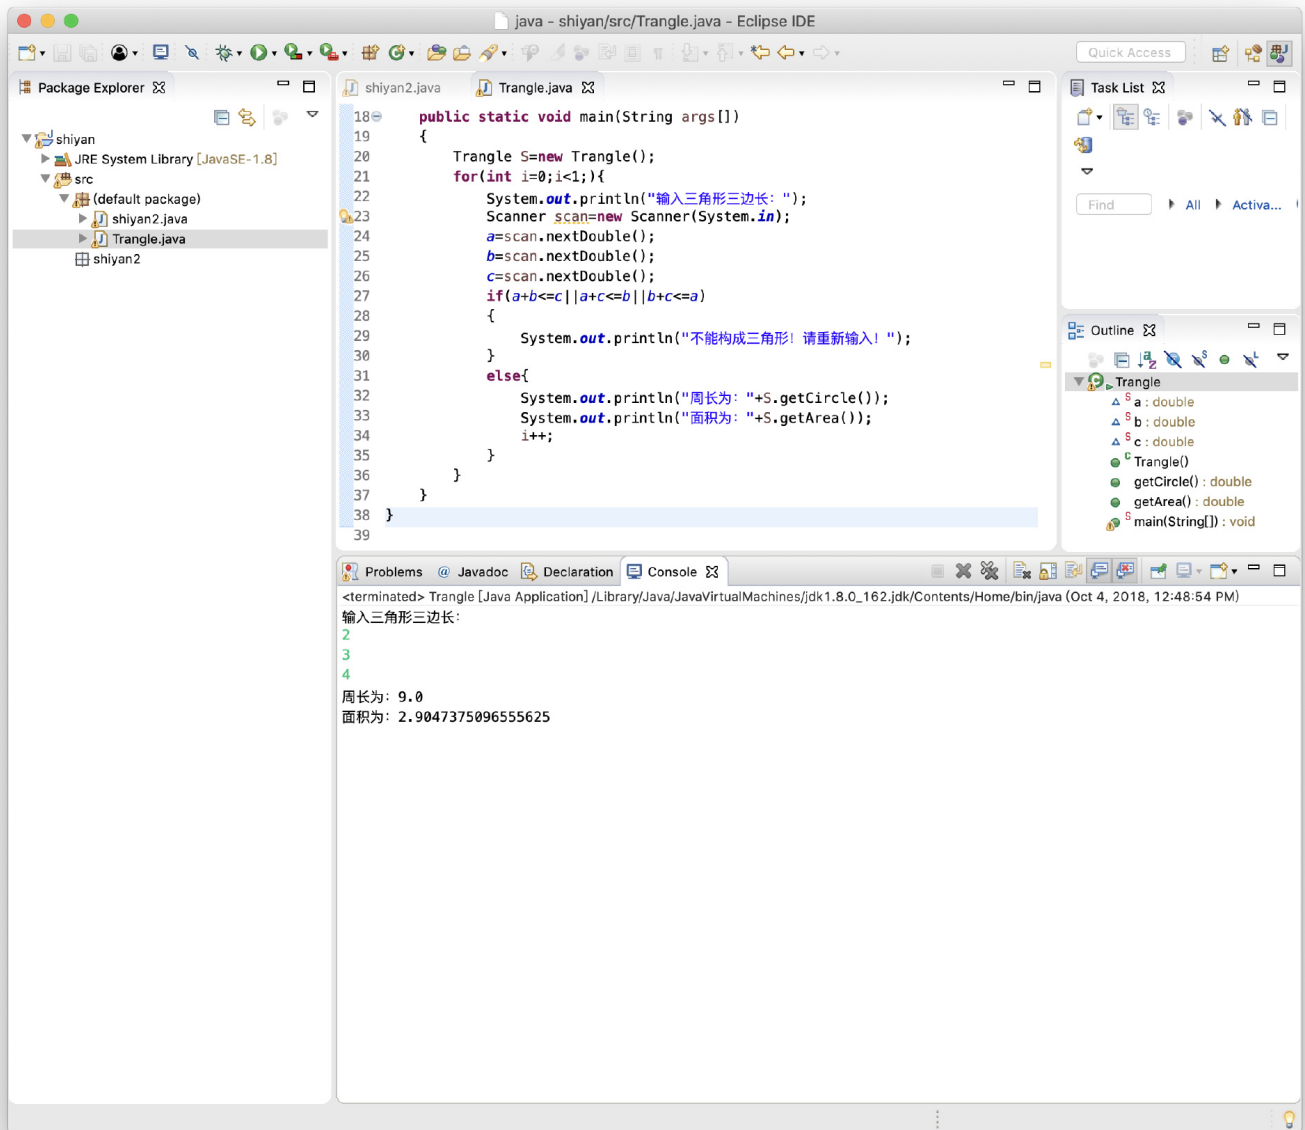 java - shiyan/src/Trangle.java - Eclipse IDE
Quick Access
Package Explorer
shiyan
JRE System Library [JavaSE-1.8]
src
(default package)
shiyan2.java
Trangle.java
shiyan2
shiyan2.java
Trangle.java
18 public static void main(String args[])
19 {
20 Trangle S=new Trangle();
21 for(int i=0;i<1;){
22 System.out.println("输入三角形三边长：");
23 Scanner scan=new Scanner(System.in);
24 a=scan.nextDouble();
25 b=scan.nextDouble();
26 c=scan.nextDouble();
27 if(a+b<=c||a+c<=b||b+c<=a)
28 {
29 System.out.println("不能构成三角形！请重新输入！");
30 }
31 else{
32 System.out.println("周长为："+S.getCircle());
33 System.out.println("面积为："+S.getArea());
34 i++;
35 }
36 }
37 }
38 }
39
Task List
Find
All
Activa...
Outline
Trangle
a : double
b : double
c : double
Trangle()
getCircle() : double
getArea() : double
main(String[]) : void
Problems
Javadoc
Declaration
Console
<terminated> Trangle [Java Application] /Library/Java/JavaVirtualMachines/jdk1.8.0_162.jdk/Contents/Home/bin/java (Oct 4, 2018, 12:48:54 PM)
输入三角形三边长：
2
3
4
周长为：9.0
面积为：2.9047375096555625